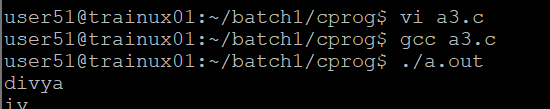 user51@trainux01:~/batch1/cprog$ vi a3.c
user51@trainux01:~/batch1/cprog$ gcc a3.c
user51@trainux01:~/batch1/cprog$ ./a.out
divya
iv